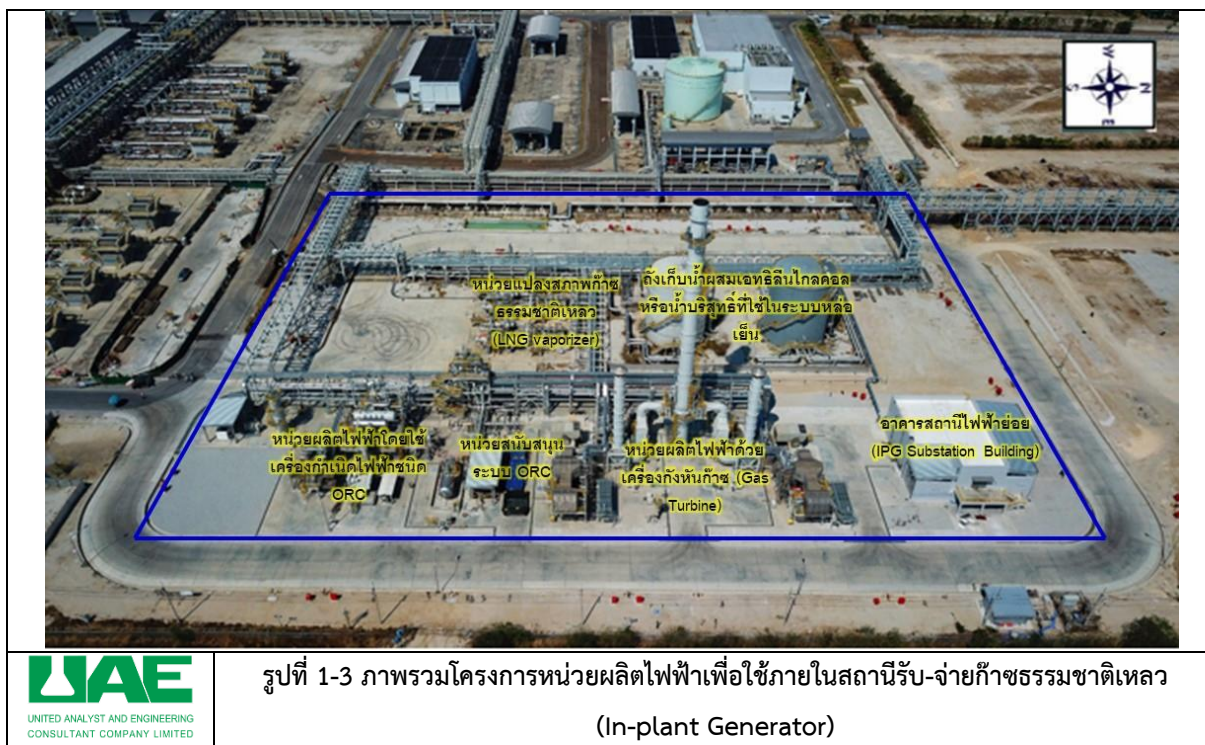 W
S N
E
หน่วยแปลงสภาพก๊าซ
ธรรมชาติเหลว
(LNG vaporizer)
ถังเก็บน้ำผสมเอทธิลีนไกลคอล
หรือน้ำบริสุทธิ์ที่ใช้ในระบบหล่อ
เย็น
หน่วยผลิตไฟฟ้าโดยใช้
เครื่องกำเนิดไฟฟ้าชนิด
ORC
หน่วยสนับสนุน
ระบบ ORC
หน่วยผลิตไฟฟ้าด้วย
เครื่องกังหันก๊าซ (Gas
Turbine)
อาคารสถานีไฟฟ้าย่อย
(IPG Substation Building)
UAE
UNITED ANALYST AND ENGINEERING
CONSULTANT COMPANY LIMITED
รูปที่ 1-3 ภาพรวมโครงการหน่วยผลิตไฟฟ้าเพื่อใช้ภายในสถานีรับ-จ่ายก๊าซธรรมชาติเหลว
(In-plant Generator)